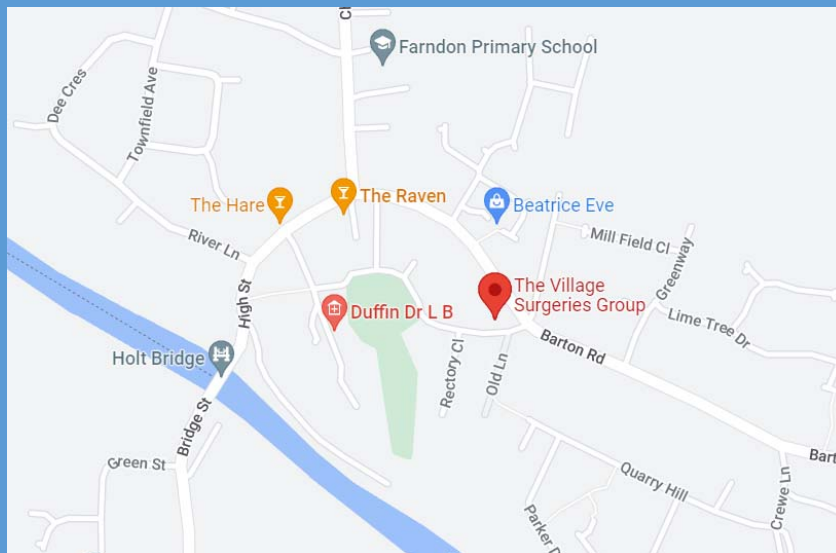 Ch
Farndon Primary School
Dee Cres
Townfield Ave
The Hare
The Raven
Beatrice Eve
River Ln
Mill Field Cl
Greenway
High St
Duffin Dr L B
The Village
Surgeries Group
Lime Tree Dr
Holt Bridge
Barton Rd
Rectory Cl
Old Ln
Bridge St
Green St
Quarry Hill
Crewe Ln
Bart
Parker D